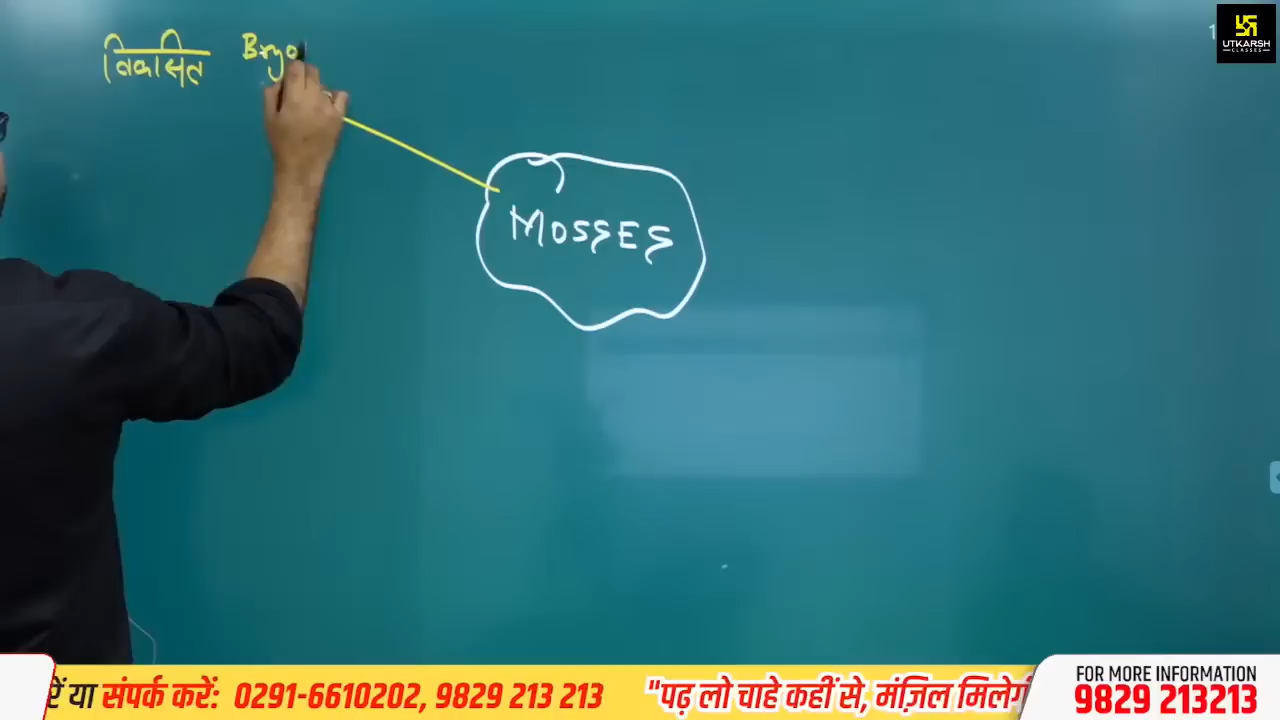 विकसित Bryo
MOSSES
UTKARSH
CLASSES
रें या संपर्क करें: 0291-6610202, 9829 213 213
"पढ़ लो चाहे कहीं से, मंज़िल मिलेगी
FOR MORE INFORMATION
9829 213213